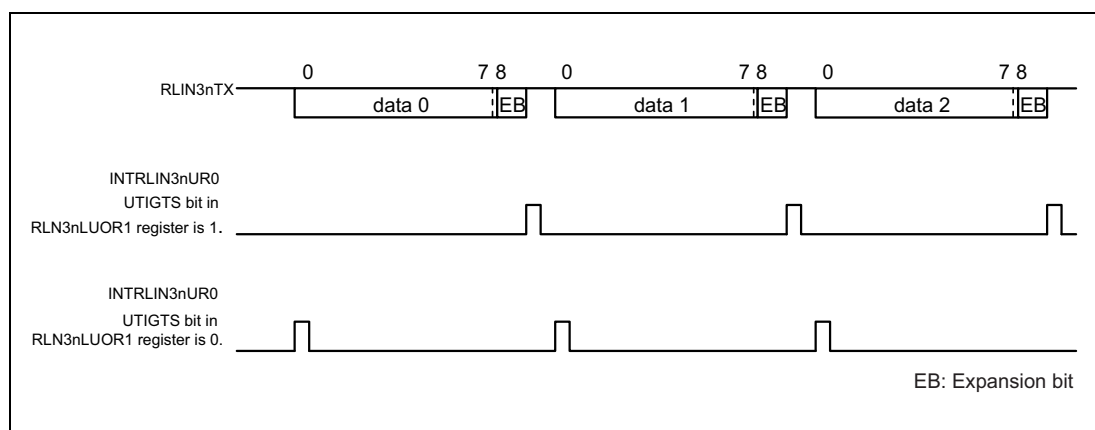 0 7 8 0 7 8 0 7 8
RLIN3nTX
data 0 EB data 1 EB data 2 EB
INTRLIN3nUR0
UTIGTS bit in
RLN3nLUOR1 register is 1.
INTRLIN3nUR0
UTIGTS bit in
RLN3nLUOR1 register is 0.
EB: Expansion bit